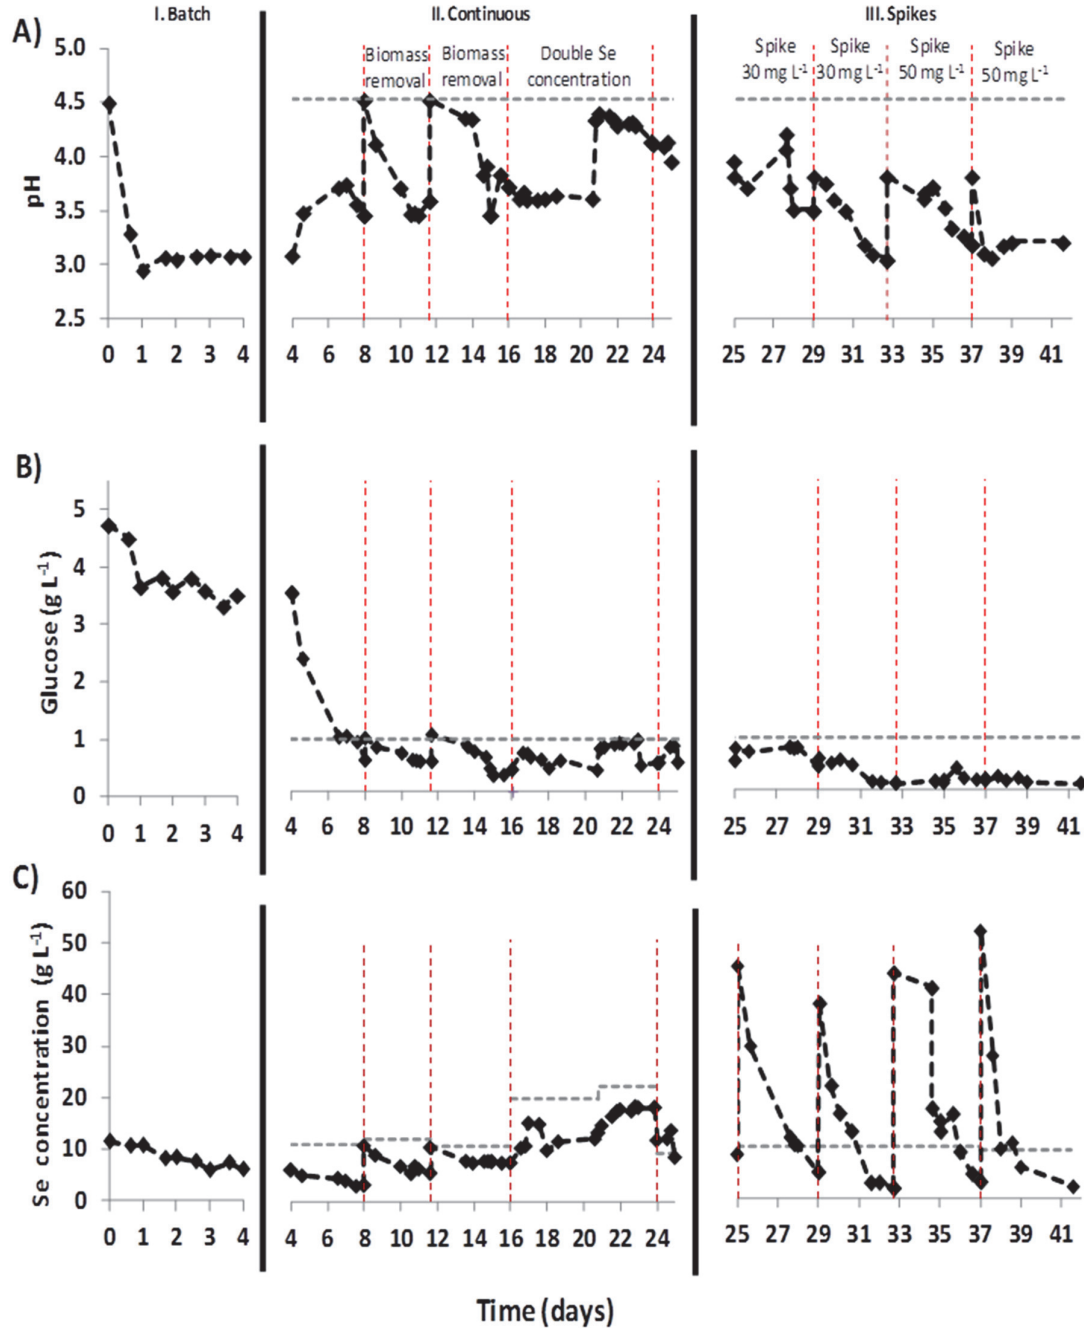 I. Batch
II. Continuous
III. Spikes
A)
Biomass
removal
Biomass
removal
Double Se
concentration
Spike
30 mg L-1
Spike
30 mg L-1
Spike
50 mg L-1
Spike
50 mg L-1
pH
5.0
4.5
4.0
3.5
3.0
2.5
0 1 2 3 4
4 6 8 10 12 14 16 18 20 22 24
25 27 29 31 33 35 37 39 41
B)
Glucose (g L-1)
5
4
3
2
1
0
0 1 2 3 4
4 6 8 10 12 14 16 18 20 22 24
25 27 29 31 33 35 37 39 41
C)
Se concentration (g L-1)
60
50
40
30
20
10
0
0 1 2 3 4
4 6 8 10 12 14 16 18 20 22 24
25 27 29 31 33 35 37 39 41
Time (days)